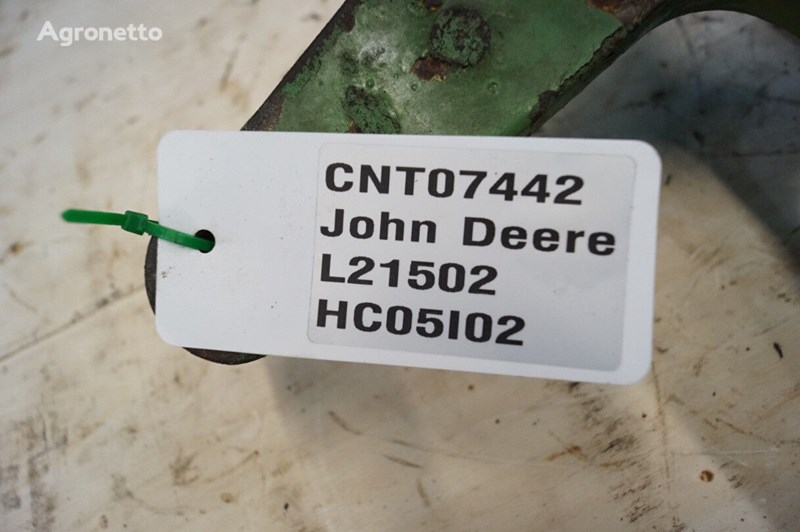 Agronetto
CNT07442
John Deere
L21502
HC05I02